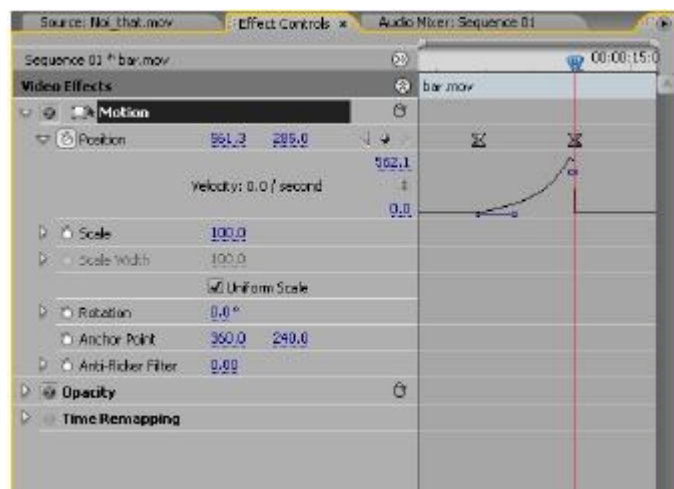 Source: Noi_that.mov Effect Controls x Audio Mixer: Sequence 01
Sequence 01 * bar.mov 00:00:15:0
Video Effects bar.mov
Motion
Position 561.3 285.0
562.1
Velocity: 0.0 / second
0.0
Scale 100.0
Scale Width 100.0
Uniform Scale
Rotation 0.0°
Anchor Point 360.0 240.0
Anti-flicker Filter 0.00
Opacity
Time Remapping